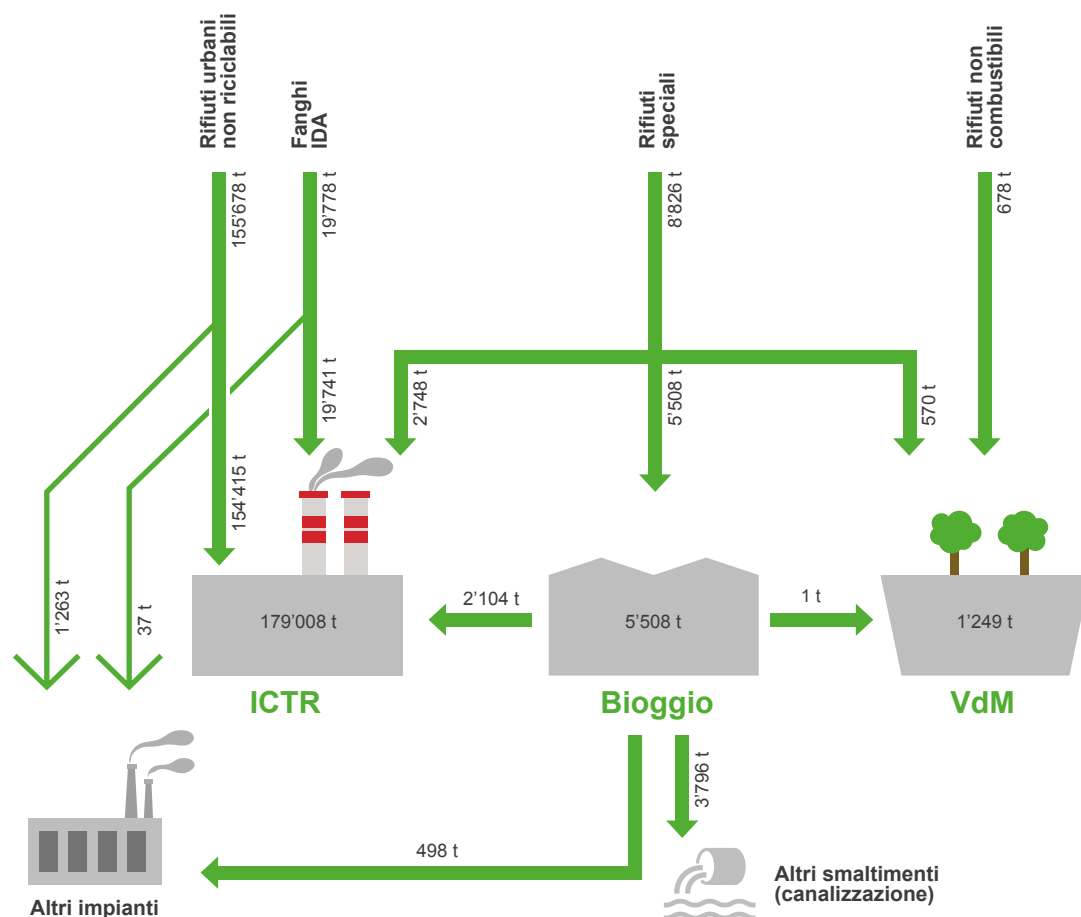 Rifiuti urbani
non riciclabili
Fanghi
IDA
Rifiuti
speciali
Rifiuti non
combustibili
155'678 t
19'778 t
8'826 t
678 t
19'741 t
2'748 t
5'508 t
570 t
154'415 t
1'263 t
37 t
179'008 t
2'104 t
5'508 t
1 t
1'249 t
ICTR
Bioggio
VdM
3'796 t
498 t
Altri impianti
Altri smaltimenti
(canalizzazione)